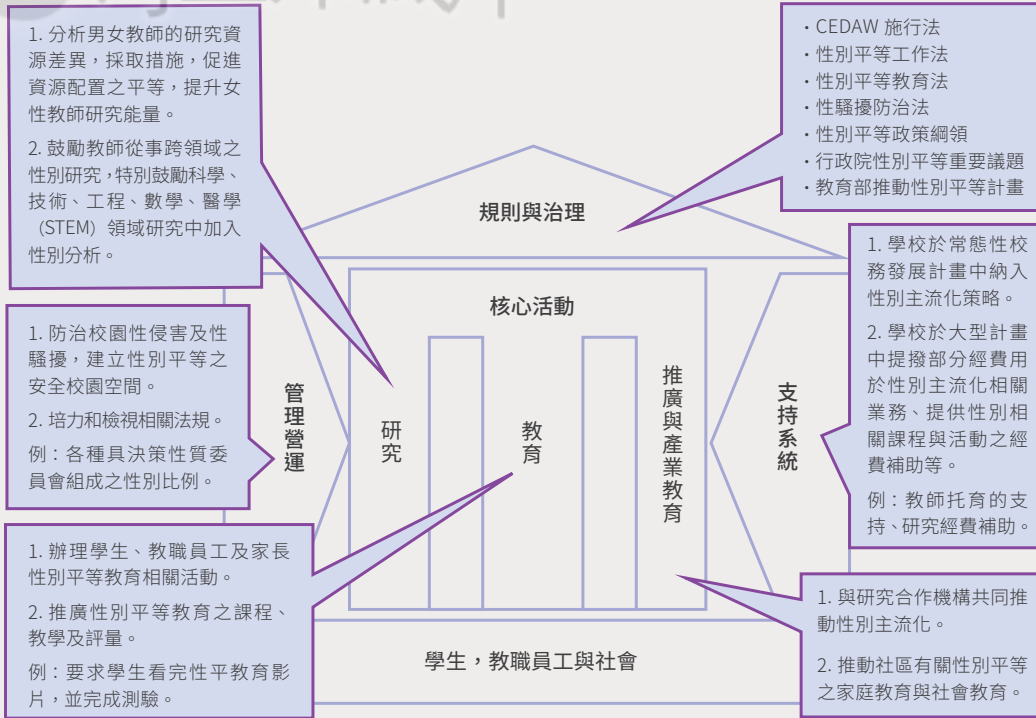 1. 分析男女教師的研究資
源差異，採取措施，促進
資源配置之平等，提升女
性教師研究能量。
2. 鼓勵教師從事跨領域之
性別研究，特別鼓勵科學、
技術、工程、數學、醫學
（STEM）領域研究中加入
性別分析。
・CEDAW 施行法
・性別平等工作法
・性別平等教育法
・性騷擾防治法
・性別平等政策綱領
・行政院性別平等重要議題
・教育部推動性別平等計畫
規則與治理
1. 防治校園性侵害及性
騷擾，建立性別平等之
安全校園空間。
2. 培力和檢視相關法規。
例：各種具決策性質委
員會組成之性別比例。
管理營運
核心活動
研究
教育
推廣與產業教育
支持系統
1. 學校於常態性校
務發展計畫中納入
性別主流化策略。
2. 學校於大型計畫
中提撥部分經費用
於性別主流化相關
業務、提供性別相
關課程與活動之經
費補助等。
例：教師托育的支
持、研究經費補助。
1. 辦理學生、教職員工及家長
性別平等教育相關活動。
2. 推廣性別平等教育之課程、
教學及評量。
例：要求學生看完性平教育影
片，並完成測驗。
學生，教職員工與社會
1. 與研究合作機構共同推
動性別主流化。
2. 推動社區有關性別平等
之家庭教育與社會教育。